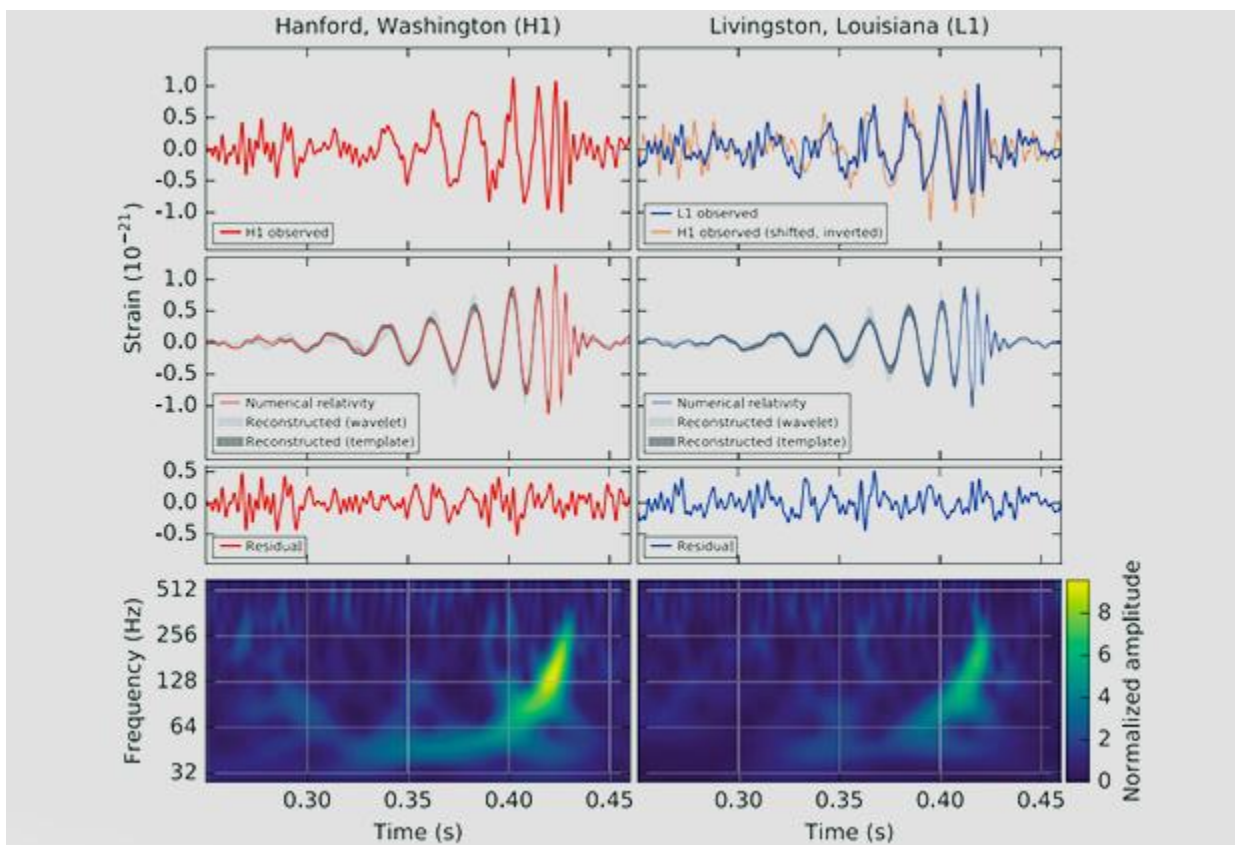 Hanford, Washington (H1)
Livingston, Louisiana (L1)
1.0
0.5
0.0
-0.5
-1.0
H1 observed
L1 observed
H1 observed (shifted, inverted)
Strain (10⁻²¹)
1.0
0.5
0.0
-0.5
-1.0
Numerical relativity
Reconstructed (wavelet)
Reconstructed (template)
Numerical relativity
Reconstructed (wavelet)
Reconstructed (template)
0.5
0.0
-0.5
Residual
Residual
Frequency (Hz)
512
256
128
64
32
8
6
4
2
0
Normalized amplitude
0.30 0.35 0.40 0.45
0.30 0.35 0.40 0.45
Time (s)
Time (s)